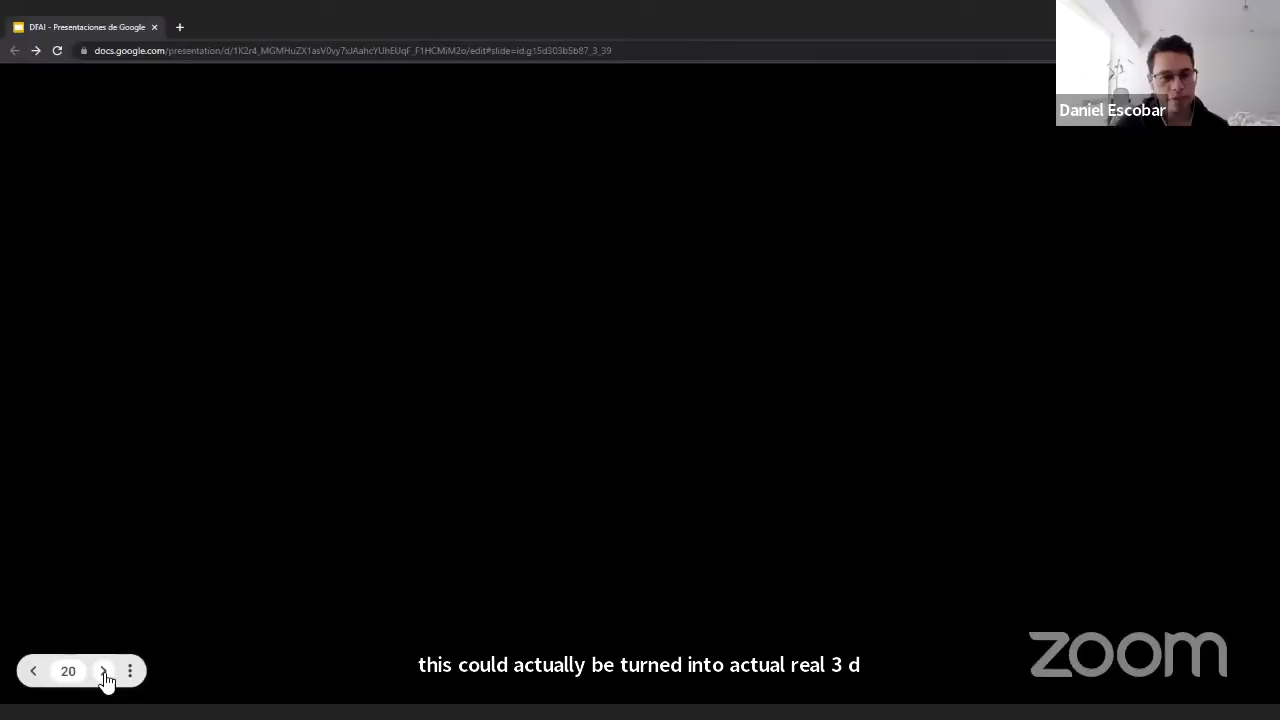 DFAI - Presentaciones de Google
docs.google.com/presentation/d/1K2r4_MGMHuZX1asV0vy7xJAahcYUhEUqF_F1HCMiM2o/edit#slide=id.g15d303b5b87_3_39
Daniel Escobar
20
this could actually be turned into actual real 3 d
zoom